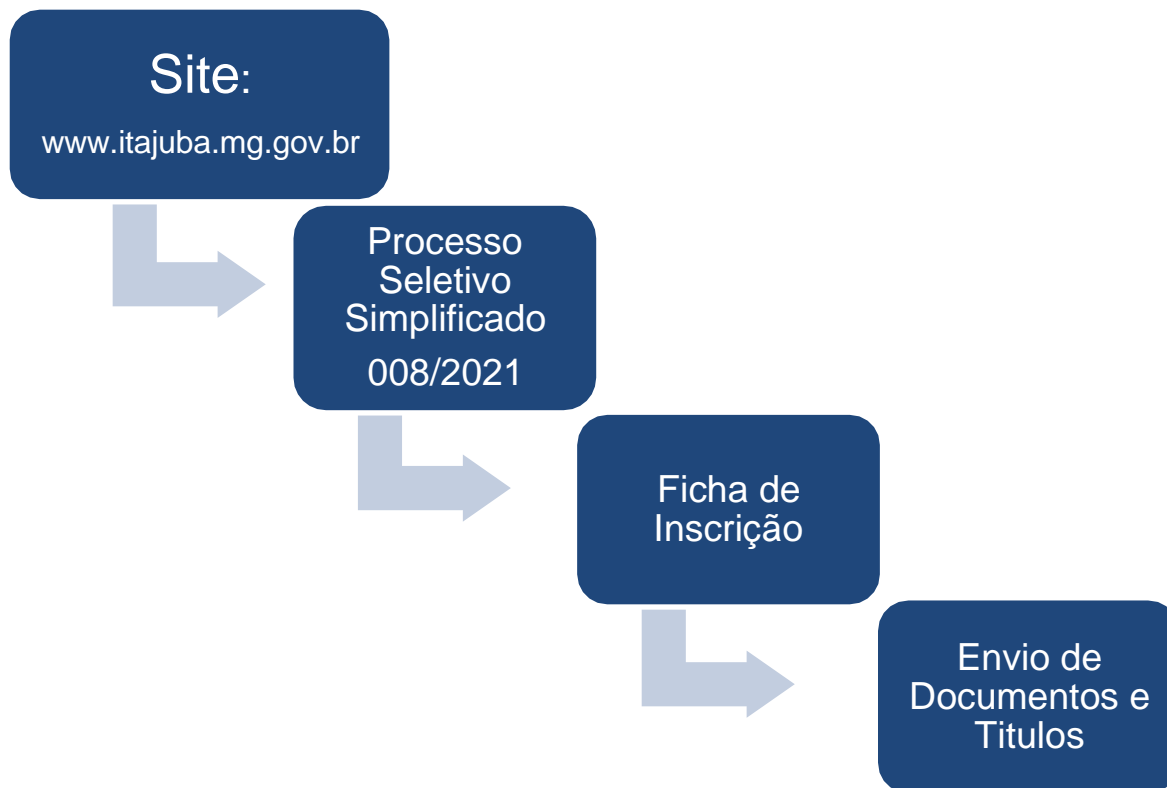 Site:
www.itajuba.mg.gov.br
Processo
Seletivo
Simplificado
008/2021
Ficha de
Inscrição
Envio de
Documentos e
Titulos